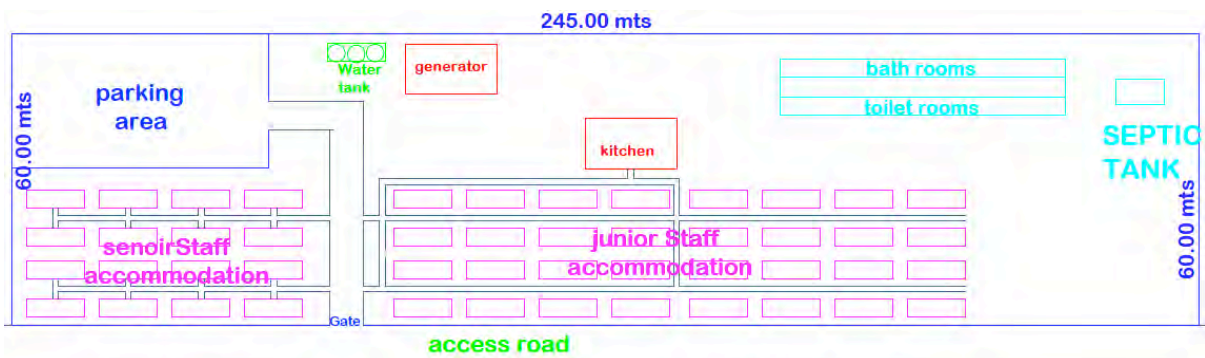 245.00 mts
parking
area
60.00 mts
Water
tank
generator
bath rooms
toilet rooms
SEPTIC
TANK
kitchen
60.00 mts
senoirStaff
accommodation
junior Staff
accommodation
Gate
access road